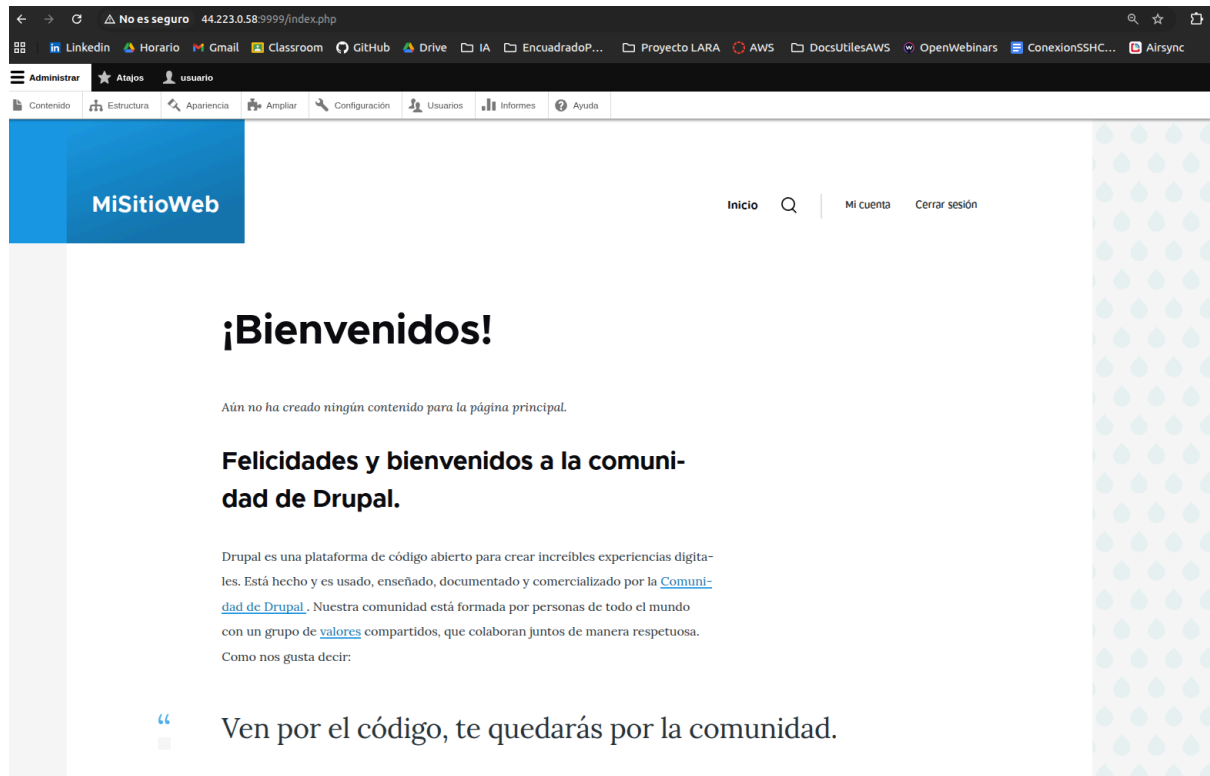 No es seguro 44.223.0.58:9999/index.php
Linkedin Horario Gmail Classroom GitHub Drive IA EncuadradoP... Proyecto LARA AWS DocsUtilesAWS OpenWebinars ConexionSSHC... Airsync
Administrar Atajos usuario
Contenido Estructura Apariencia Ampliar Configuración Usuarios Informes Ayuda
MiSitioWeb
Inicio Mi cuenta Cerrar sesión
¡Bienvenidos!
Aún no ha creado ningún contenido para la página principal.
Felicidades y bienvenidos a la comuni-
dad de Drupal.
Drupal es una plataforma de código abierto para crear increíbles experiencias digita-
les. Está hecho y es usado, enseñado, documentado y comercializado por la Comuni-
dad de Drupal . Nuestra comunidad está formada por personas de todo el mundo
con un grupo de valores compartidos, que colaboran juntos de manera respetuosa.
Como nos gusta decir:
“ Ven por el código, te quedarás por la comunidad.